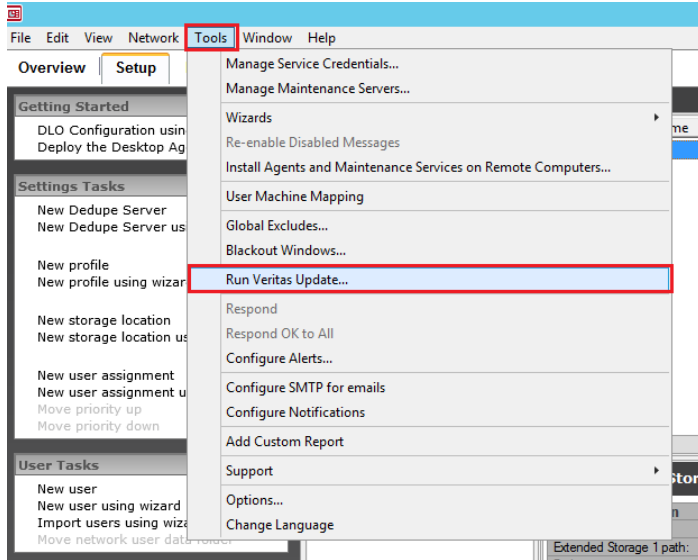 File Edit View Network Tools Window Help
Overview Setup
Getting Started
DLO Configuration usin
Deploy the Desktop Ag
Settings Tasks
New Dedupe Server
New Dedupe Server us
New profile
New profile using wizar
New storage location
New storage location us
New user assignment
New user assignment u
Move priority up
Move priority down
User Tasks
New user
New user using wizard
Import users using wiza
Move network user data folder
Manage Service Credentials...
Manage Maintenance Servers...
Wizards
Re-enable Disabled Messages
Install Agents and Maintenance Services on Remote Computers...
User Machine Mapping
Global Excludes...
Blackout Windows...
Run Veritas Update...
Respond
Respond OK to All
Configure Alerts...
Configure SMTP for emails
Configure Notifications
Add Custom Report
Support
Options...
Change Language
me
Stor
n
Extended Storage 1 path: